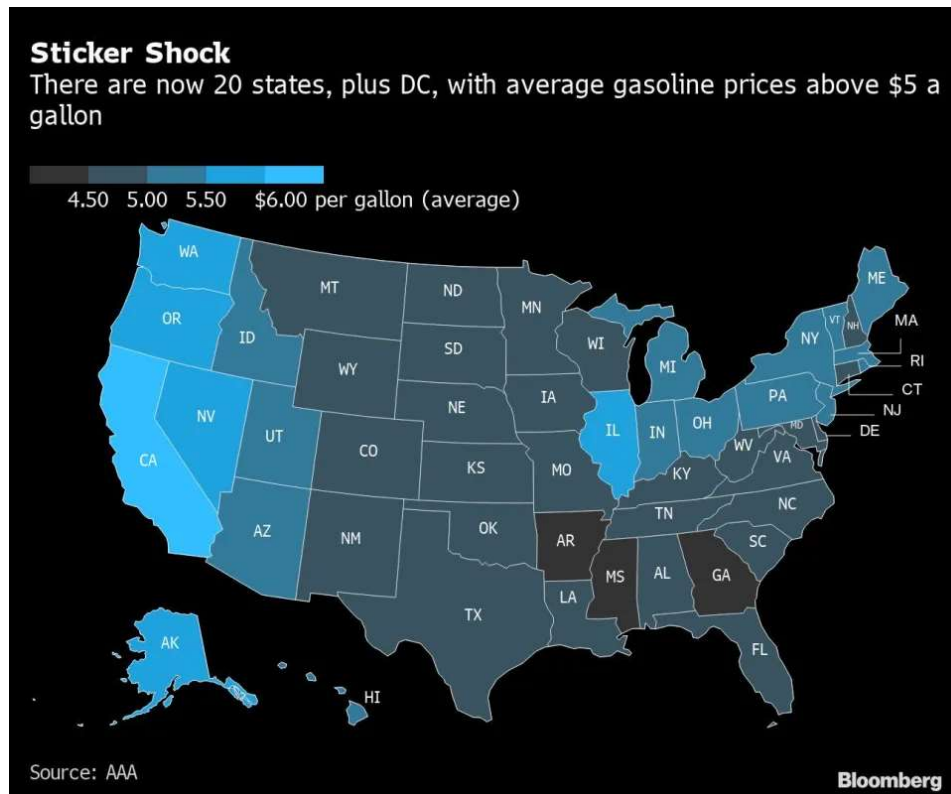 Sticker Shock
There are now 20 states, plus DC, with average gasoline prices above $5 a
gallon
4.50 5.00 5.50 $6.00 per gallon (average)
WA
MT
ND
MN
ME
OR
ID
SD
WI
MI
NY
VT
NH
MA
RI
WY
CT
NV
UT
NE
IA
IL
IN
OH
PA
NJ
DE
CA
CO
KS
MO
KY
WV
MD
VA
AZ
NM
OK
AR
TN
NC
SC
TX
LA
MS
AL
GA
FL
AK
HI
Source: AAA
Bloomberg